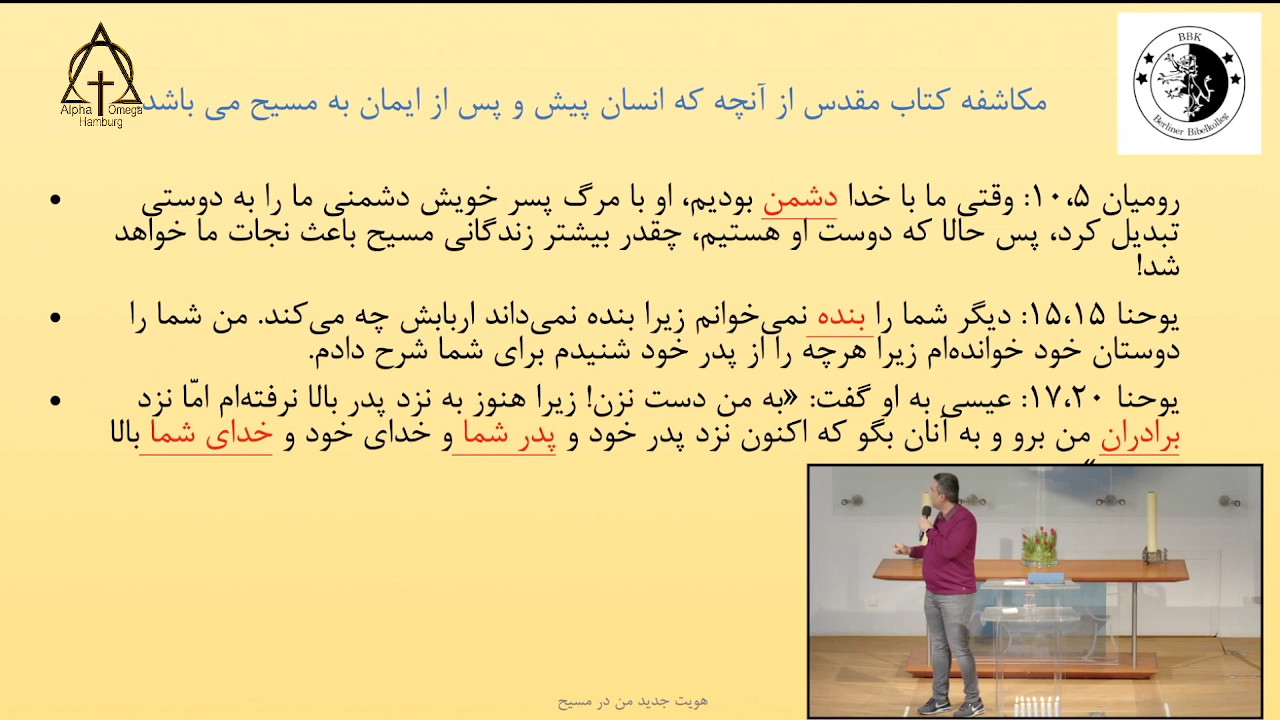 Alpha Omega
Hamburg
BBK
Berliner Bibelkolleg
مکاشفه کتاب مقدس از آنچه که انسان پیش و پس از ایمان به مسیح می باشد
• رومیان ۱۰،۵: وقتی ما با خدا دشمن بودیم، او با مرگ پسر خویش دشمنی ما را به دوستی
تبدیل کرد، پس حالا که دوست او هستیم، چقدر بیشتر زندگانی مسیح باعث نجات ما خواهد
شد!
• یوحنا ۱۵،۱۵: دیگر شما را بنده نمی‌خوانم زیرا بنده نمی‌داند اربابش چه می‌کند. من شما را
دوستان خود خوانده‌ام زیرا هرچه را از پدر خود شنیدم برای شما شرح دادم.
• یوحنا ۱۷،۲۰: عیسی به او گفت: «به من دست نزن! زیرا هنوز به نزد پدر بالا نرفته‌ام امّا نزد
برادران من برو و به آنان بگو که اکنون نزد پدر خود و پدر شما و خدای خود و خدای شما بالا
هویت جدید من در مسیح